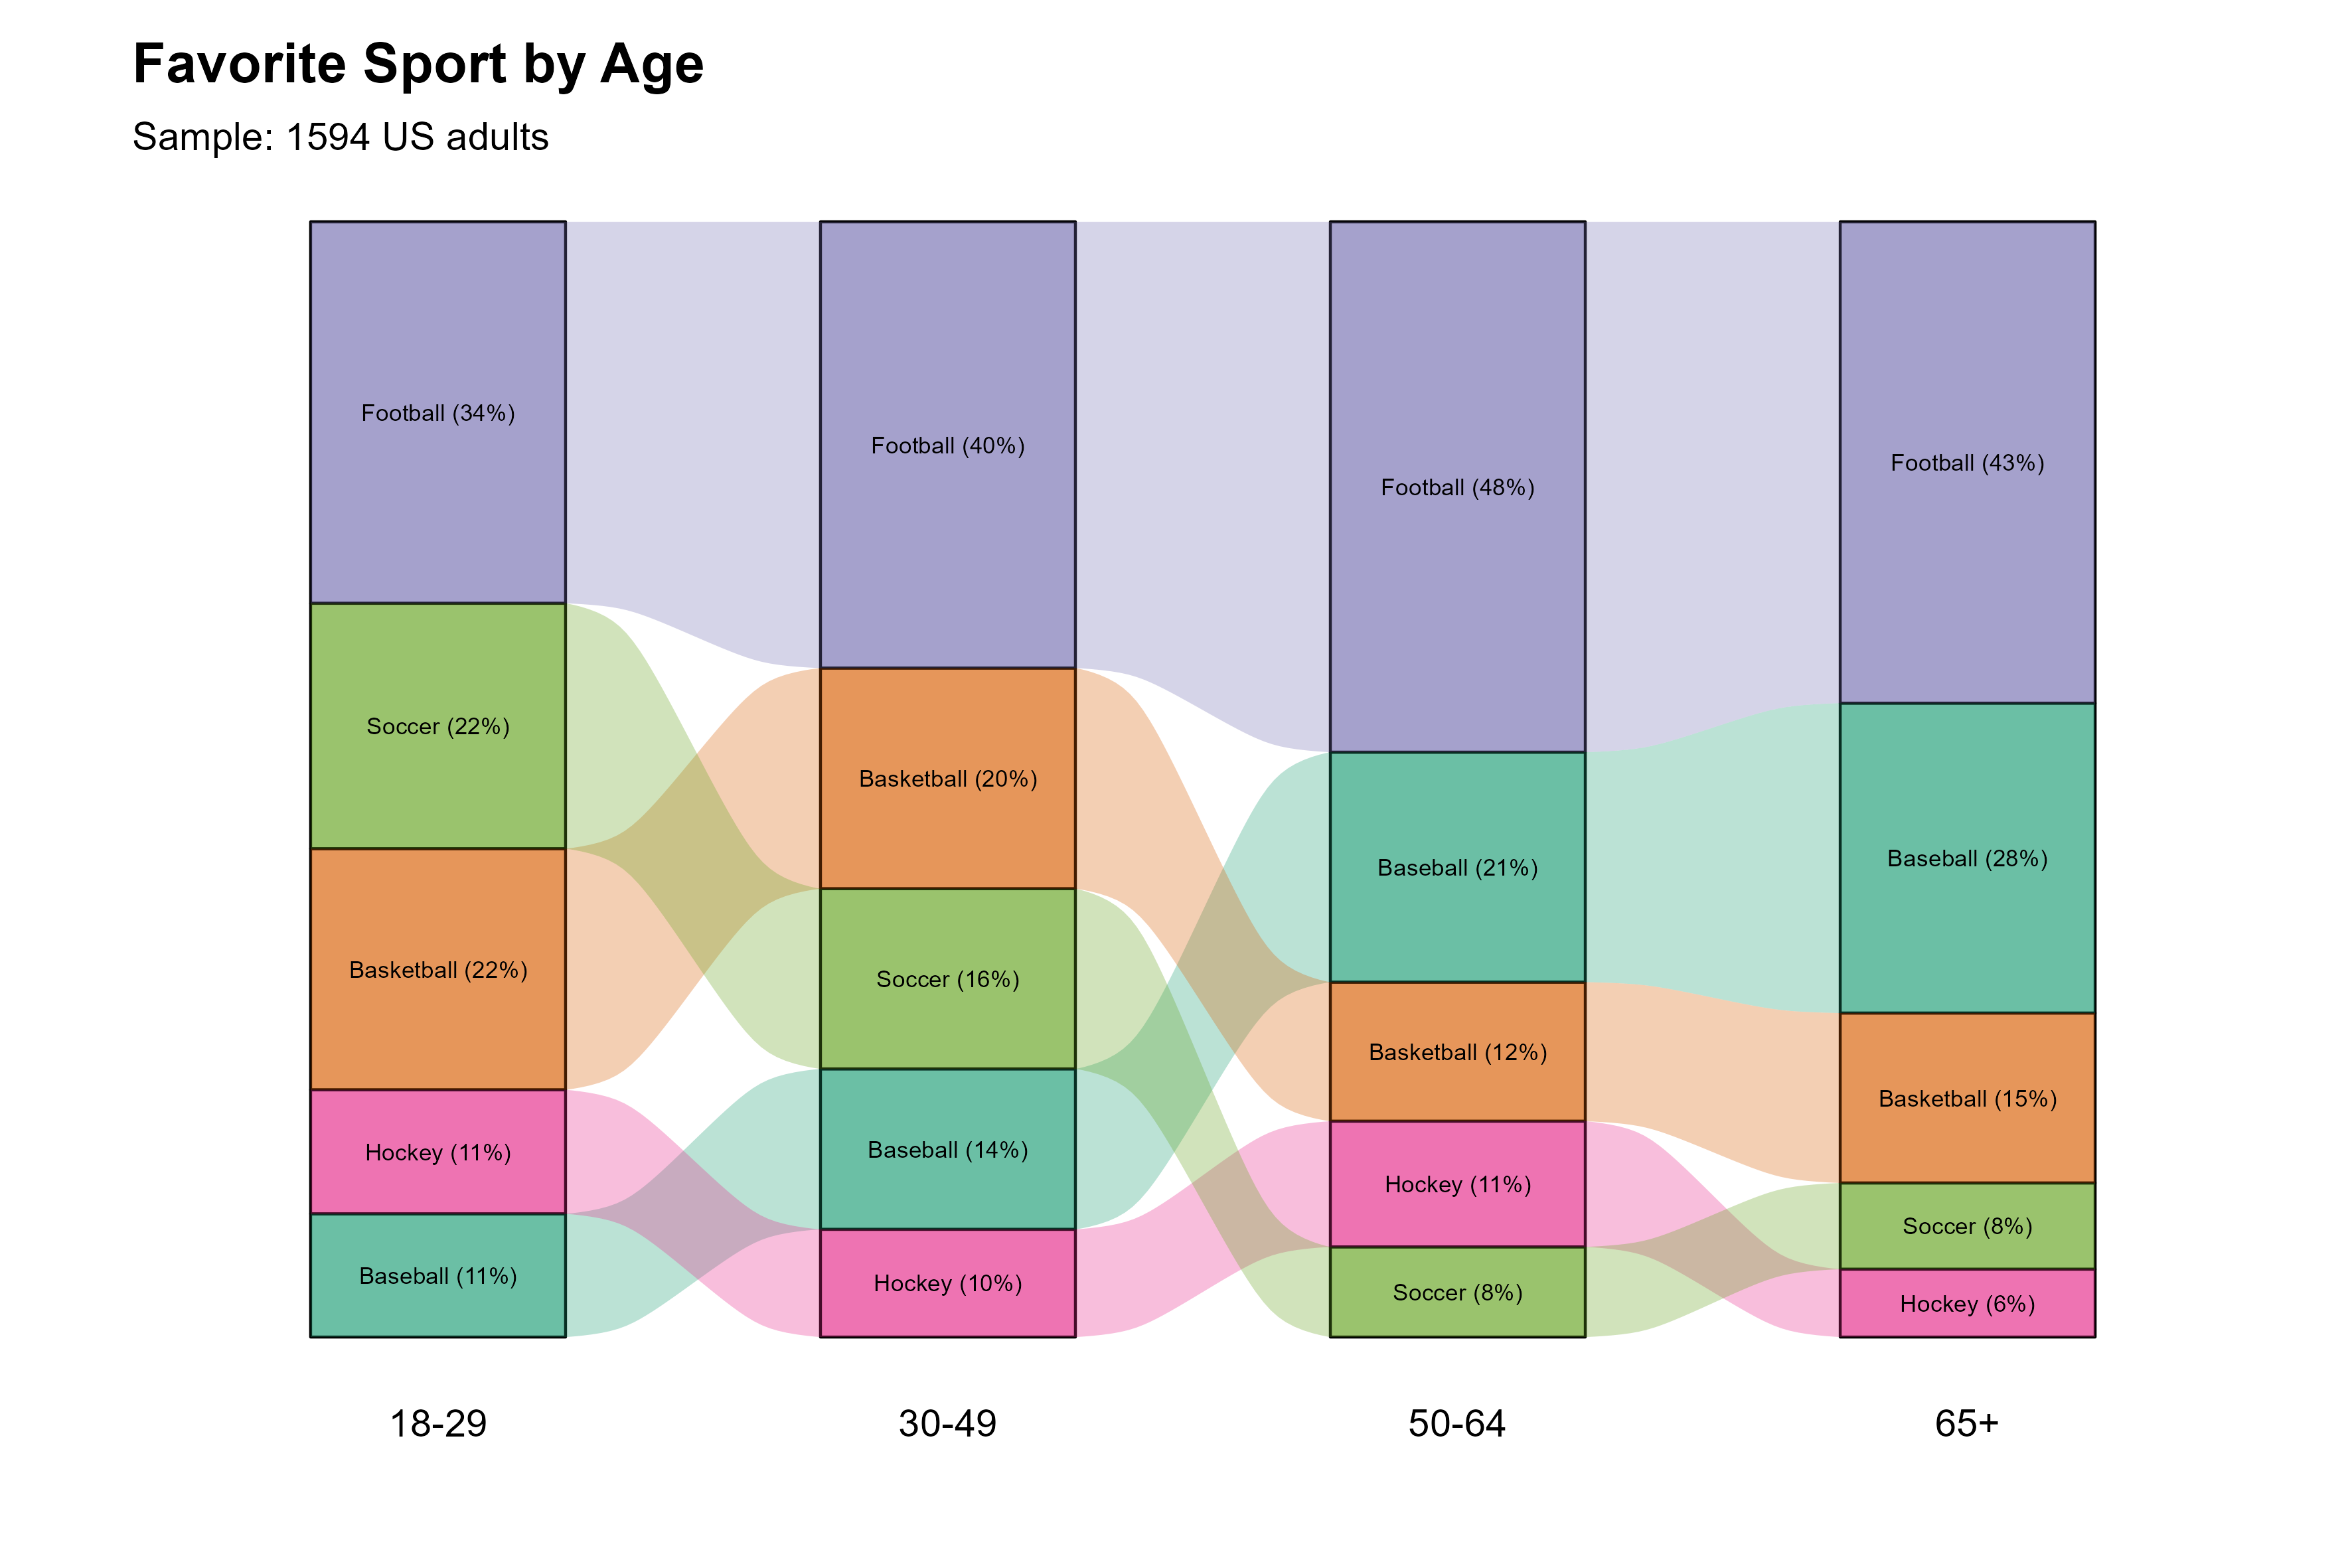 Favorite Sport by Age
Sample: 1594 US adults
Football (34%)
Soccer (22%)
Basketball (22%)
Hockey (11%)
Baseball (11%)
Football (40%)
Basketball (20%)
Soccer (16%)
Baseball (14%)
Hockey (10%)
Football (48%)
Baseball (21%)
Basketball (12%)
Hockey (11%)
Soccer (8%)
Football (43%)
Baseball (28%)
Basketball (15%)
Soccer (8%)
Hockey (6%)
18-29
30-49
50-64
65+